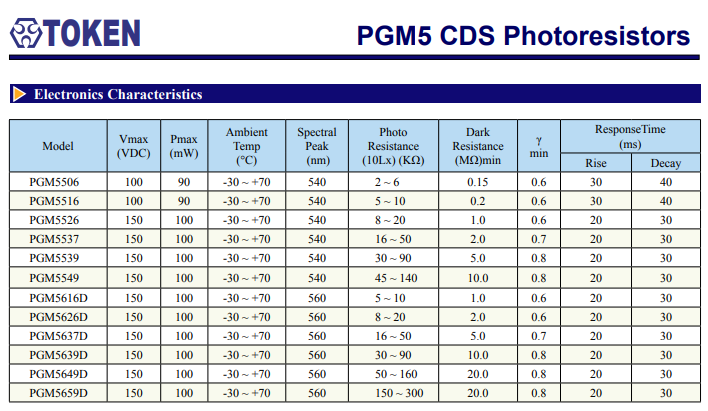 TOKEN
PGM5 CDS Photoresistors
Electronics Characteristics
Model Vmax (VDC) Pmax (mW) Ambient Temp (°C) Spectral Peak (nm) Photo Resistance (10Lx) (KΩ) Dark Resistance (MΩ)min γ min ResponseTime (ms)
Rise Decay
PGM5506 100 90 -30 ~ +70 540 2 ~ 6 0.15 0.6 30 40
PGM5516 100 90 -30 ~ +70 540 5 ~ 10 0.2 0.6 30 40
PGM5526 150 100 -30 ~ +70 540 8 ~ 20 1.0 0.6 20 30
PGM5537 150 100 -30 ~ +70 540 16 ~ 50 2.0 0.7 20 30
PGM5539 150 100 -30 ~ +70 540 30 ~ 90 5.0 0.8 20 30
PGM5549 150 100 -30 ~ +70 540 45 ~ 140 10.0 0.8 20 30
PGM5616D 150 100 -30 ~ +70 560 5 ~ 10 1.0 0.6 20 30
PGM5626D 150 100 -30 ~ +70 560 8 ~ 20 2.0 0.6 20 30
PGM5637D 150 100 -30 ~ +70 560 16 ~ 50 5.0 0.7 20 30
PGM5639D 150 100 -30 ~ +70 560 30 ~ 90 10.0 0.8 20 30
PGM5649D 150 100 -30 ~ +70 560 50 ~ 160 20.0 0.8 20 30
PGM5659D 150 100 -30 ~ +70 560 150 ~ 300 20.0 0.8 20 30